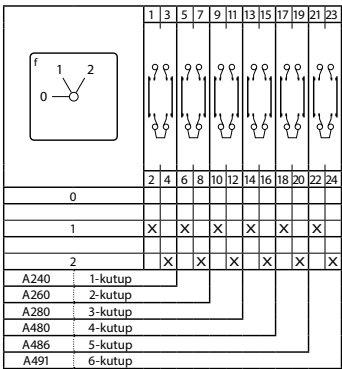 1 3 5 7 9 11 13 15 17 19 21 23
f
1 2
0
2 4 6 8 10 12 14 16 18 20 22 24
0
1 X X X X X X
2 X X X X X X
A240 1-kutup
A260 2-kutup
A280 3-kutup
A480 4-kutup
A486 5-kutup
A491 6-kutup